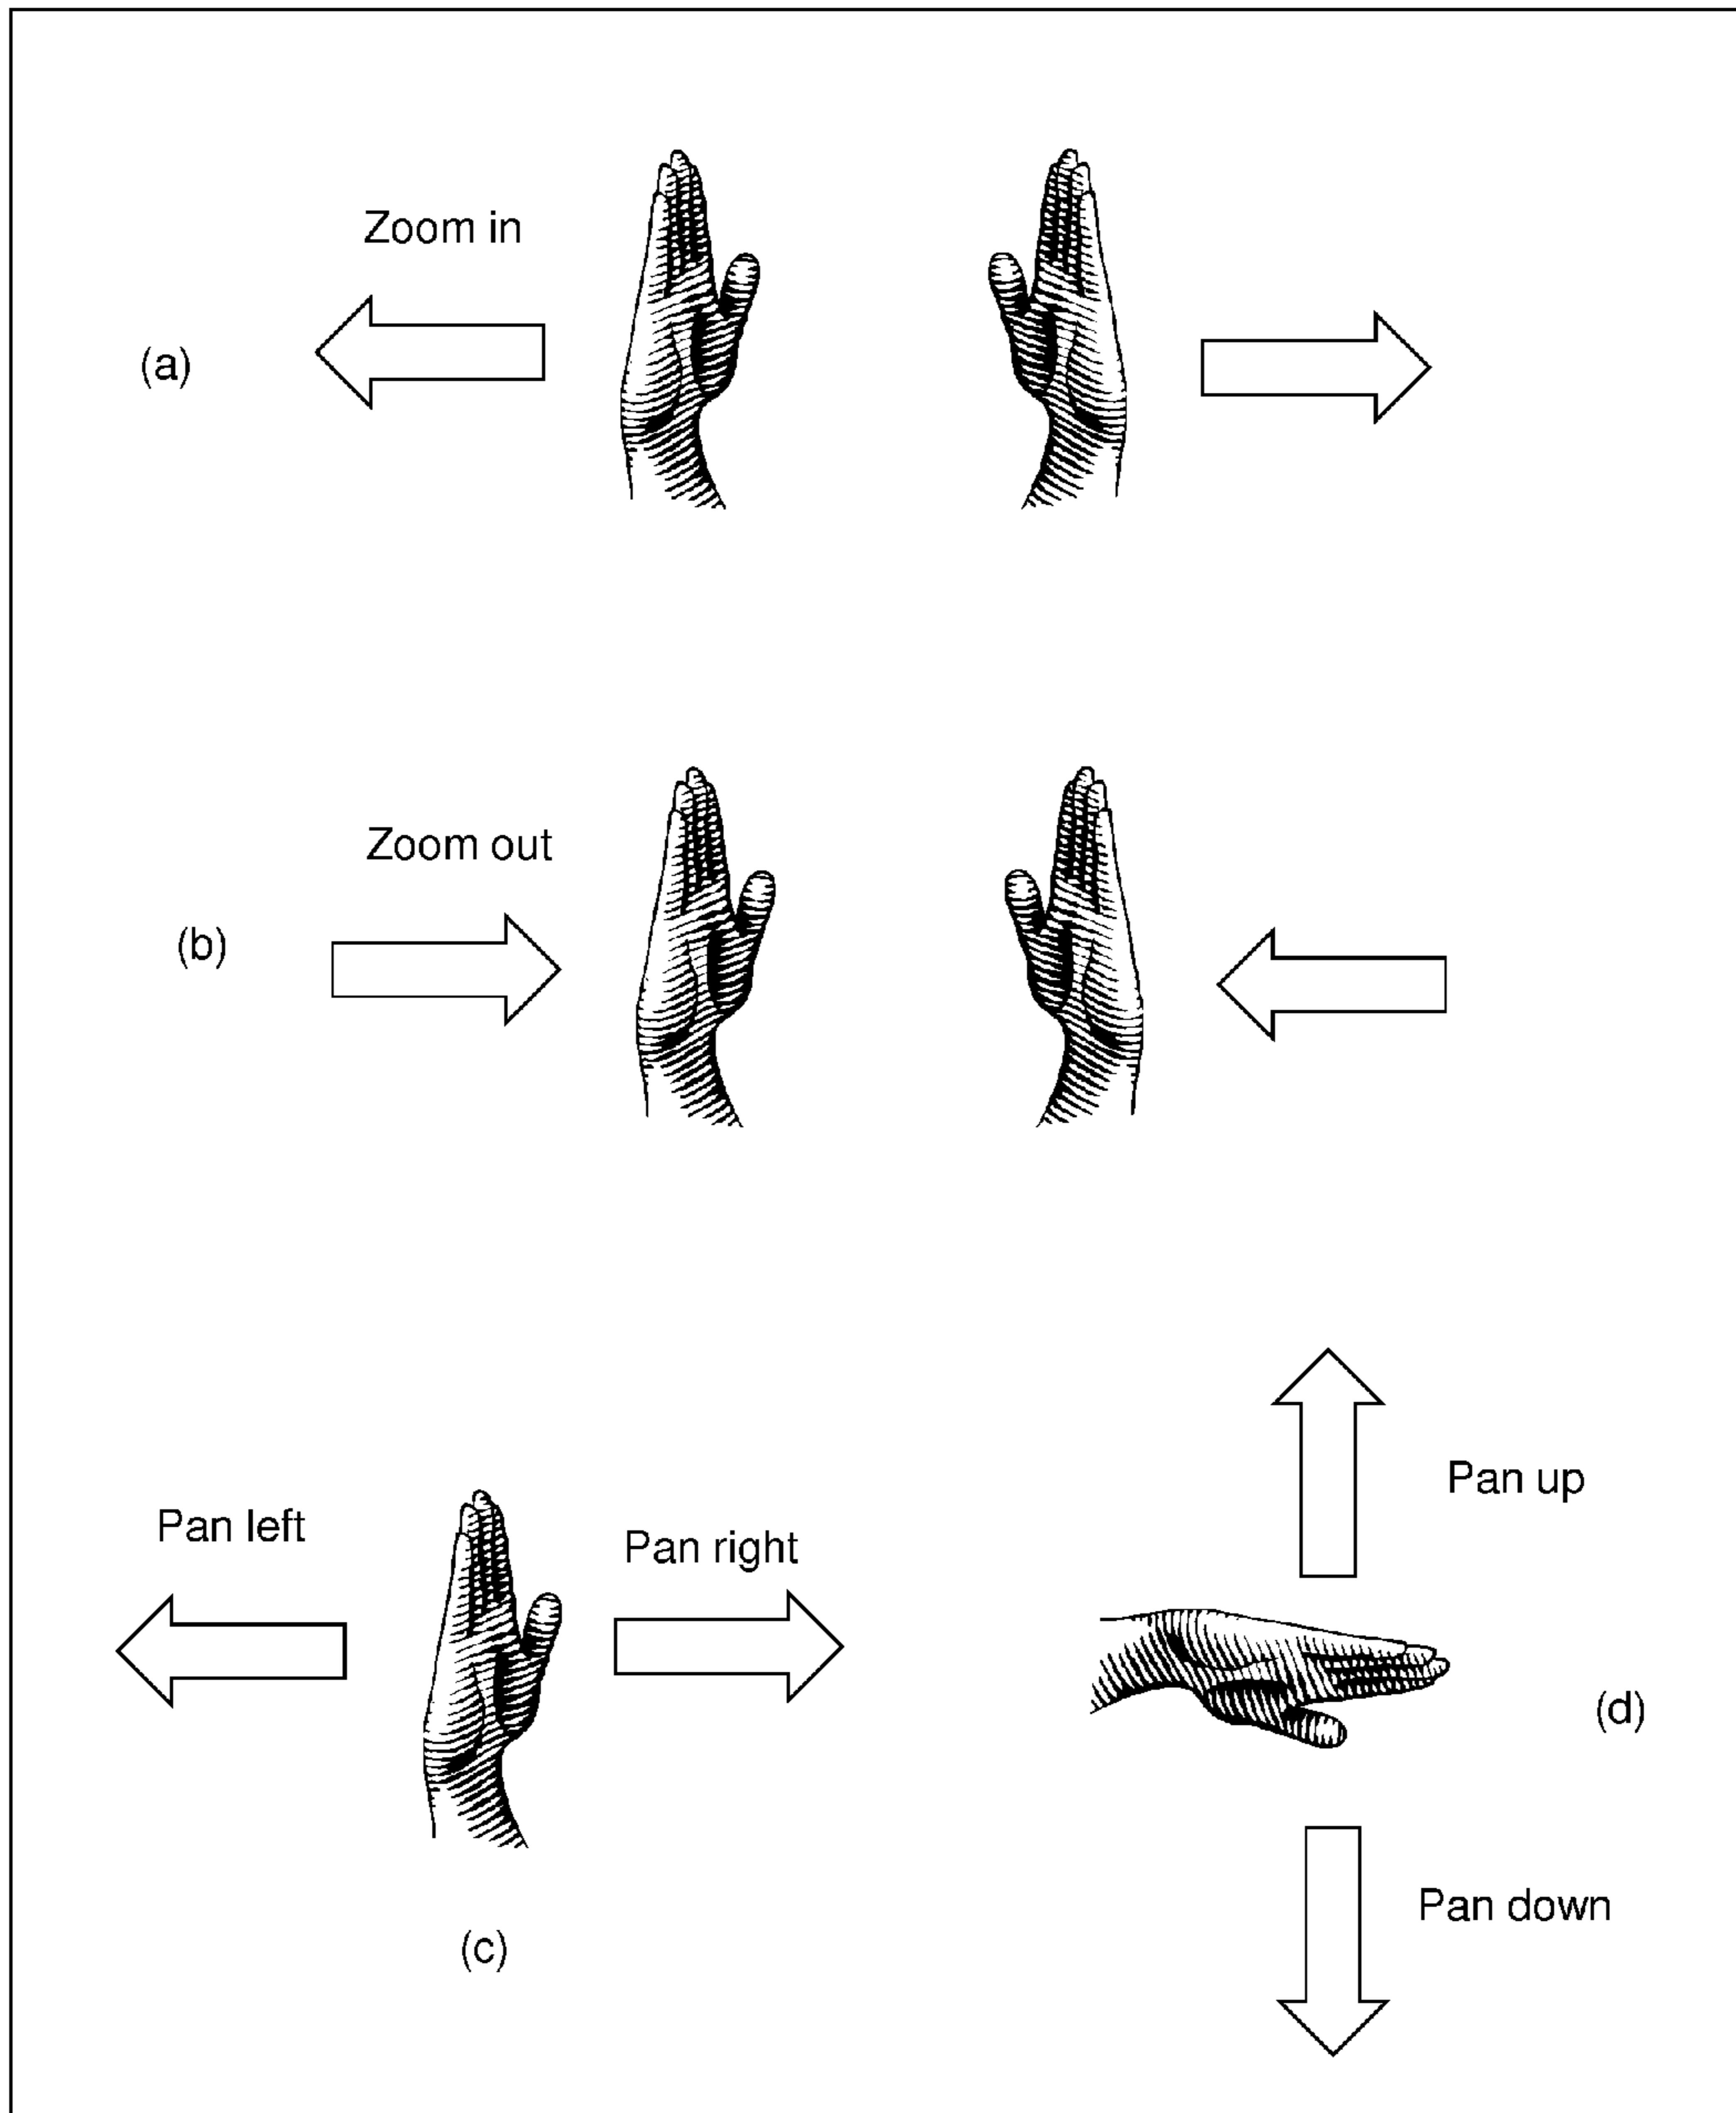 Zoom in
(a)
Zoom out
(b)
Pan left
Pan right
Pan up
(d)
Pan down
(c)